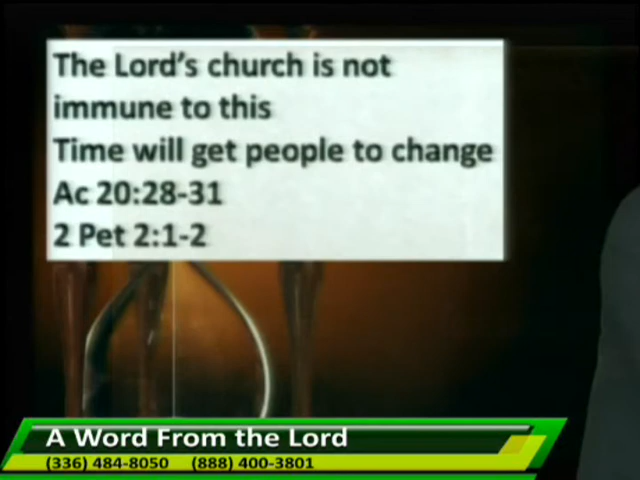 The Lord's church is not
immune to this
Time will get people to change
Ac 20:28-31
2 Pet 2:1-2
A Word From the Lord
(336) 484-8050 (888) 400-3801